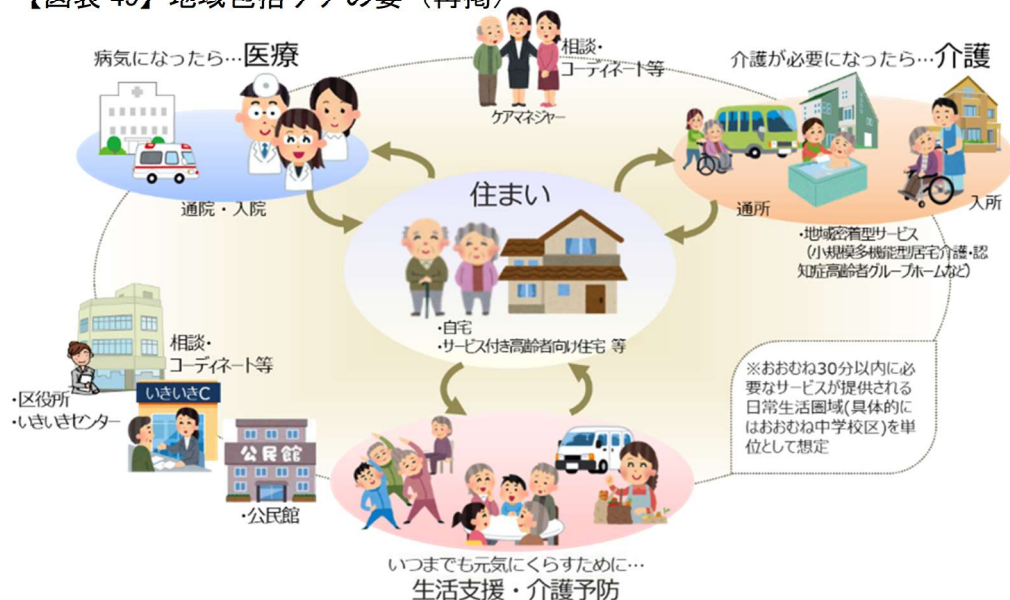 病気になったら…医療
相談・
コーディネート等
ケアマネジャー
介護が必要になったら…介護
通院・入院
住まい
通所
入所
・地域密着型サービス
（小規模多機能型居宅介護・認
知症高齢者グループホームなど）
・自宅
・サービス付き高齢者向け住宅 等
相談・
コーディネート等
・区役所
・いきいきセンター
いきいきC
公民館
・公民館
※おおむね30分以内に必
要なサービスが提供される
日常生活圏域(具体的に
はおおむね中学校区)を単
位として想定
いつまでも元気にくらすために…
生活支援・介護予防